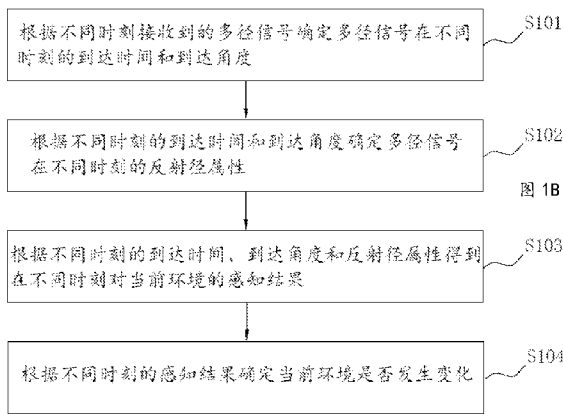 根据不同时刻接收到的多径信号确定多径信号在不同
时刻的到达时间和到达角度
S101
根据不同时刻的到达时间和到达角度确定多径信号
在不同时刻的反射径属性
S102
图 1B
根据不同时刻的到达时间、到达角度和反射径属性得到
在不同时刻对当前环境的感知结果
S103
根据不同时刻的感知结果确定当前环境是否发生变化
S104